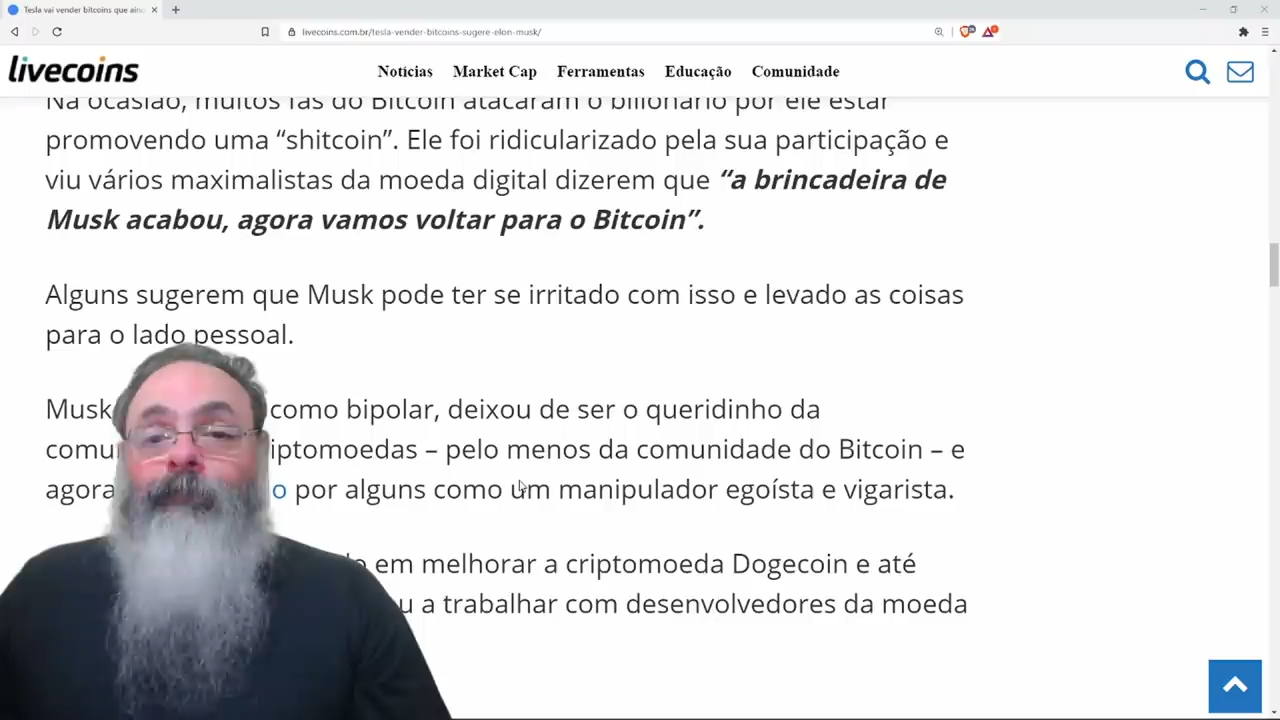 Tesla vai vender bitcoins que aind
livecoins.com.br/tesla-vender-bitcoins-sugere-elon-musk/
livecoins
Notícias Market Cap Ferramentas Educação Comunidade
Na ocasião, muitos fãs do Bitcoin atacaram o bilionário por ele estar
promovendo uma “shitcoin”. Ele foi ridicularizado pela sua participação e
viu vários maximalistas da moeda digital dizerem que “a brincadeira de
Musk acabou, agora vamos voltar para o Bitcoin”.
Alguns sugerem que Musk pode ter se irritado com isso e levado as coisas
para o lado pessoal.
Musk como bipolar, deixou de ser o queridinho da
comu iptomoedas – pelo menos da comunidade do Bitcoin – e
agora o por alguns como um manipulador egoísta e vigarista.
o em melhorar a criptomoeda Dogecoin e até
u a trabalhar com desenvolvedores da moeda